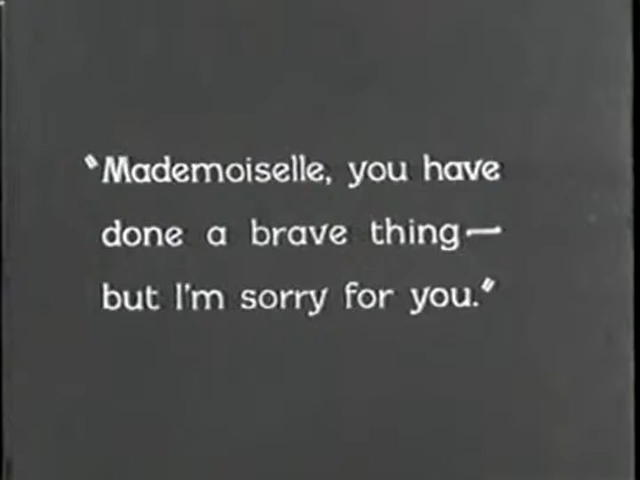 "Mademoiselle, you have
done a brave thing—
but I'm sorry for you."